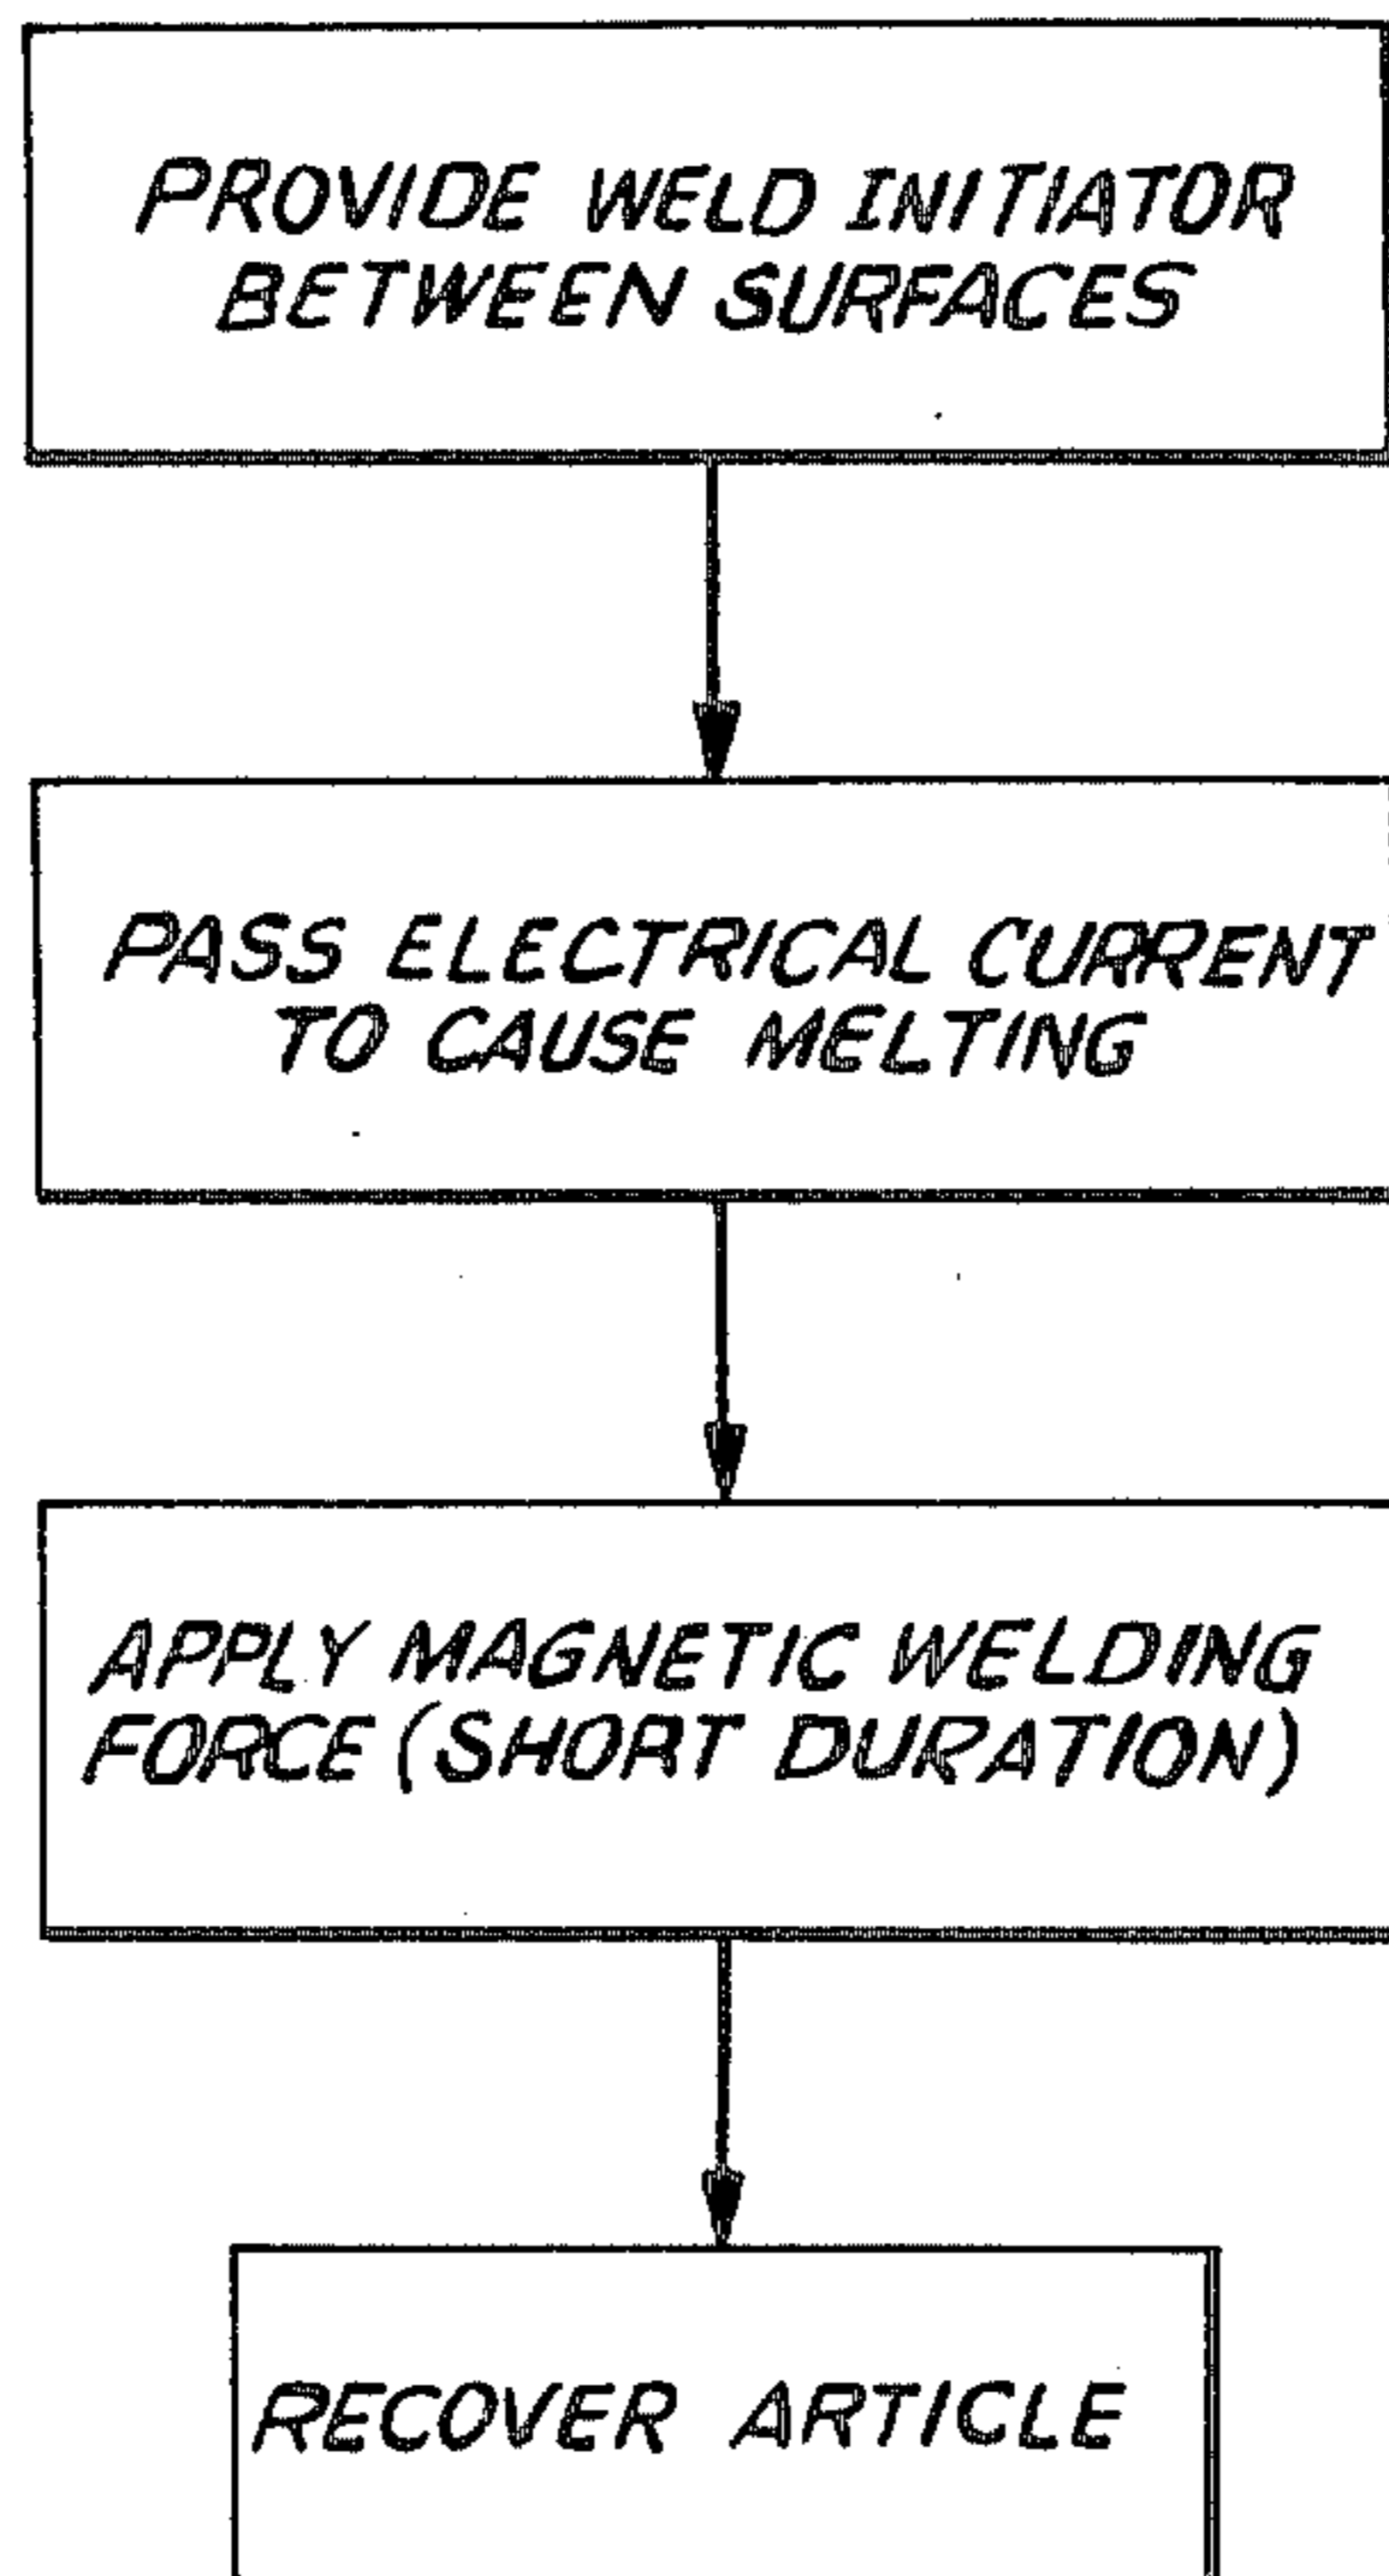 PROVIDE WELD INITIATOR
BETWEEN SURFACES
PASS ELECTRICAL CURRENT
TO CAUSE MELTING
APPLY MAGNETIC WELDING
FORCE (SHORT DURATION)
RECOVER ARTICLE